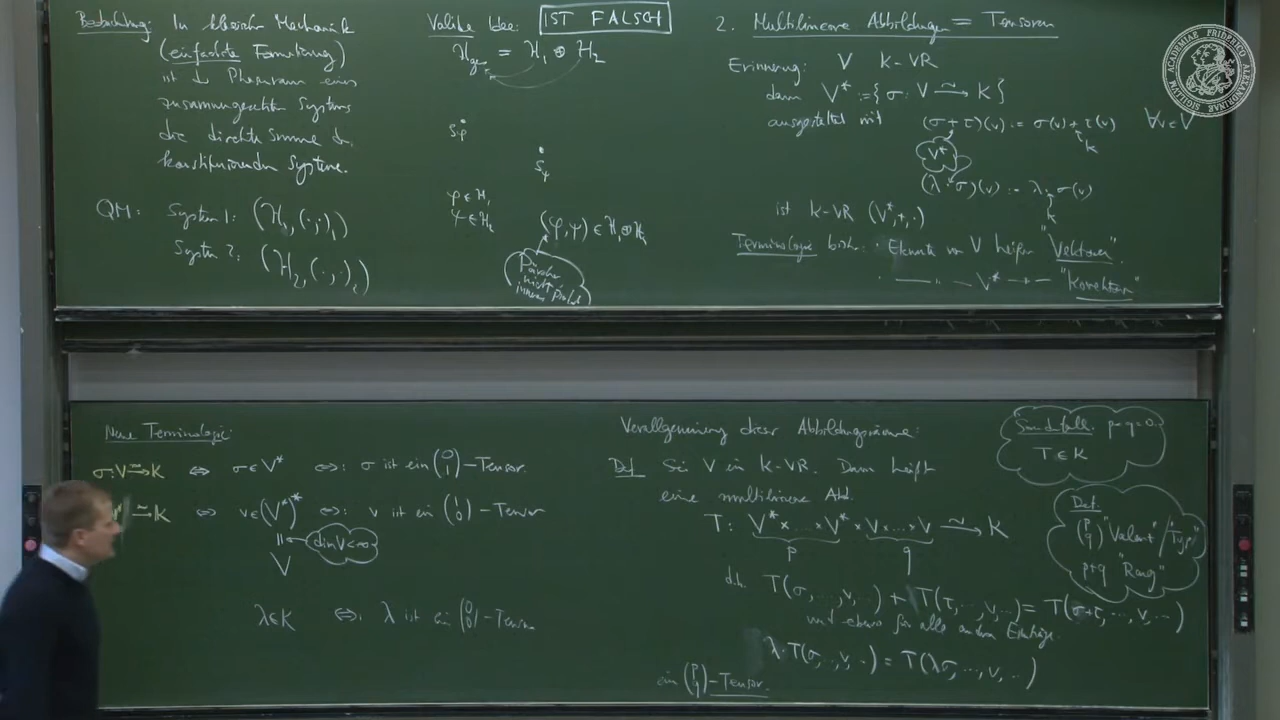 Beobachtung: In klassischer Mechanik
(einfachste Formulierung)
ist d. Phasenraum eines
zusammengesetzten Systems
die direkte Summe der
konstituierenden Systeme.
QM: System 1: (H₁, (·,·)₁)
System 2: (H₂, (·,·)₂)
IST FALSCH
= H₁ ⊕ H₂
φ ∈ H₁
ψ ∈ H₂
(φ,ψ) ∈ H₁⊕H₂
2. Multilineare Abbildungen = Tensoren
Erinnerung: V K-VR
dann V* := {σ: V ⥲ K}
ausgestattet mit (σ+τ)(v) := σ(v) + τ(v) ∀v∈V
V*
K
(λ·σ)(v) := λ·σ(v)
K
ist K-VR (V*,+,·)
Terminologie bisher: · Elemente von V heißen "Vektoren".
· —— " — V* —"— "Kovektoren"
Neue Terminologie:
σ: V ⥲ K ⇔ σ∈V* ⇔: σ ist ein (0 1)-Tensor.
⥲ K ⇔ v∈(V*)* ⇔: v ist ein (1 0)-Tensor
dim V<∞
V
λ∈K ⇔: λ ist ein (0 0)-Tensor
Verallgemeinerung dieser Abbildungsräume:
Def Sei V ein K-VR. Dann heißt
eine multilineare Abb.
T: V*×...×V* × V×...×V ⥲ K
p q
d.h. T(σ,...,v,...) + T(τ,...,v,...) = T(σ+τ,...,v,...)
und ebenso für alle anderen Einträge
λ·T(σ,...,v,...) = T(λσ,...,v,...)
ein (p q)-Tensor.
Sonderfall: p=q=0:
T∈K
Def
(p q) "Valenz"/"Typ"
p+q "Rang"